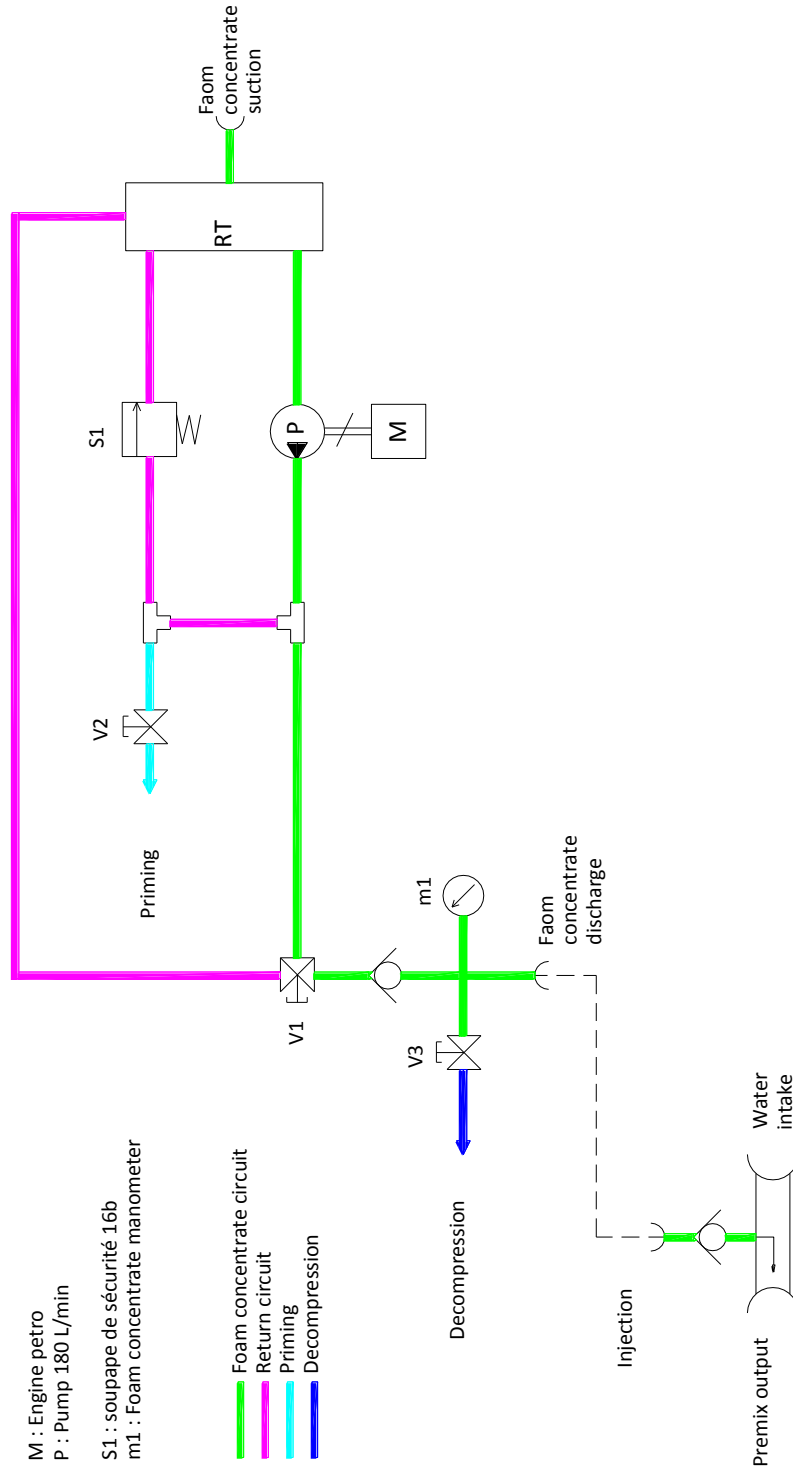 M : Engine petro
P : Pump 180 L/min
S1 : soupape de sécurité 16b
m1 : Foam concentrate manometer
Foam concentrate circuit
Return circuit
Priming
Decompression
Faom
concentrate
suction
RT
S1
P
M
V2
Priming
V1
m1
V3
Faom
concentrate
discharge
Decompression
Injection
Water
intake
Premix output